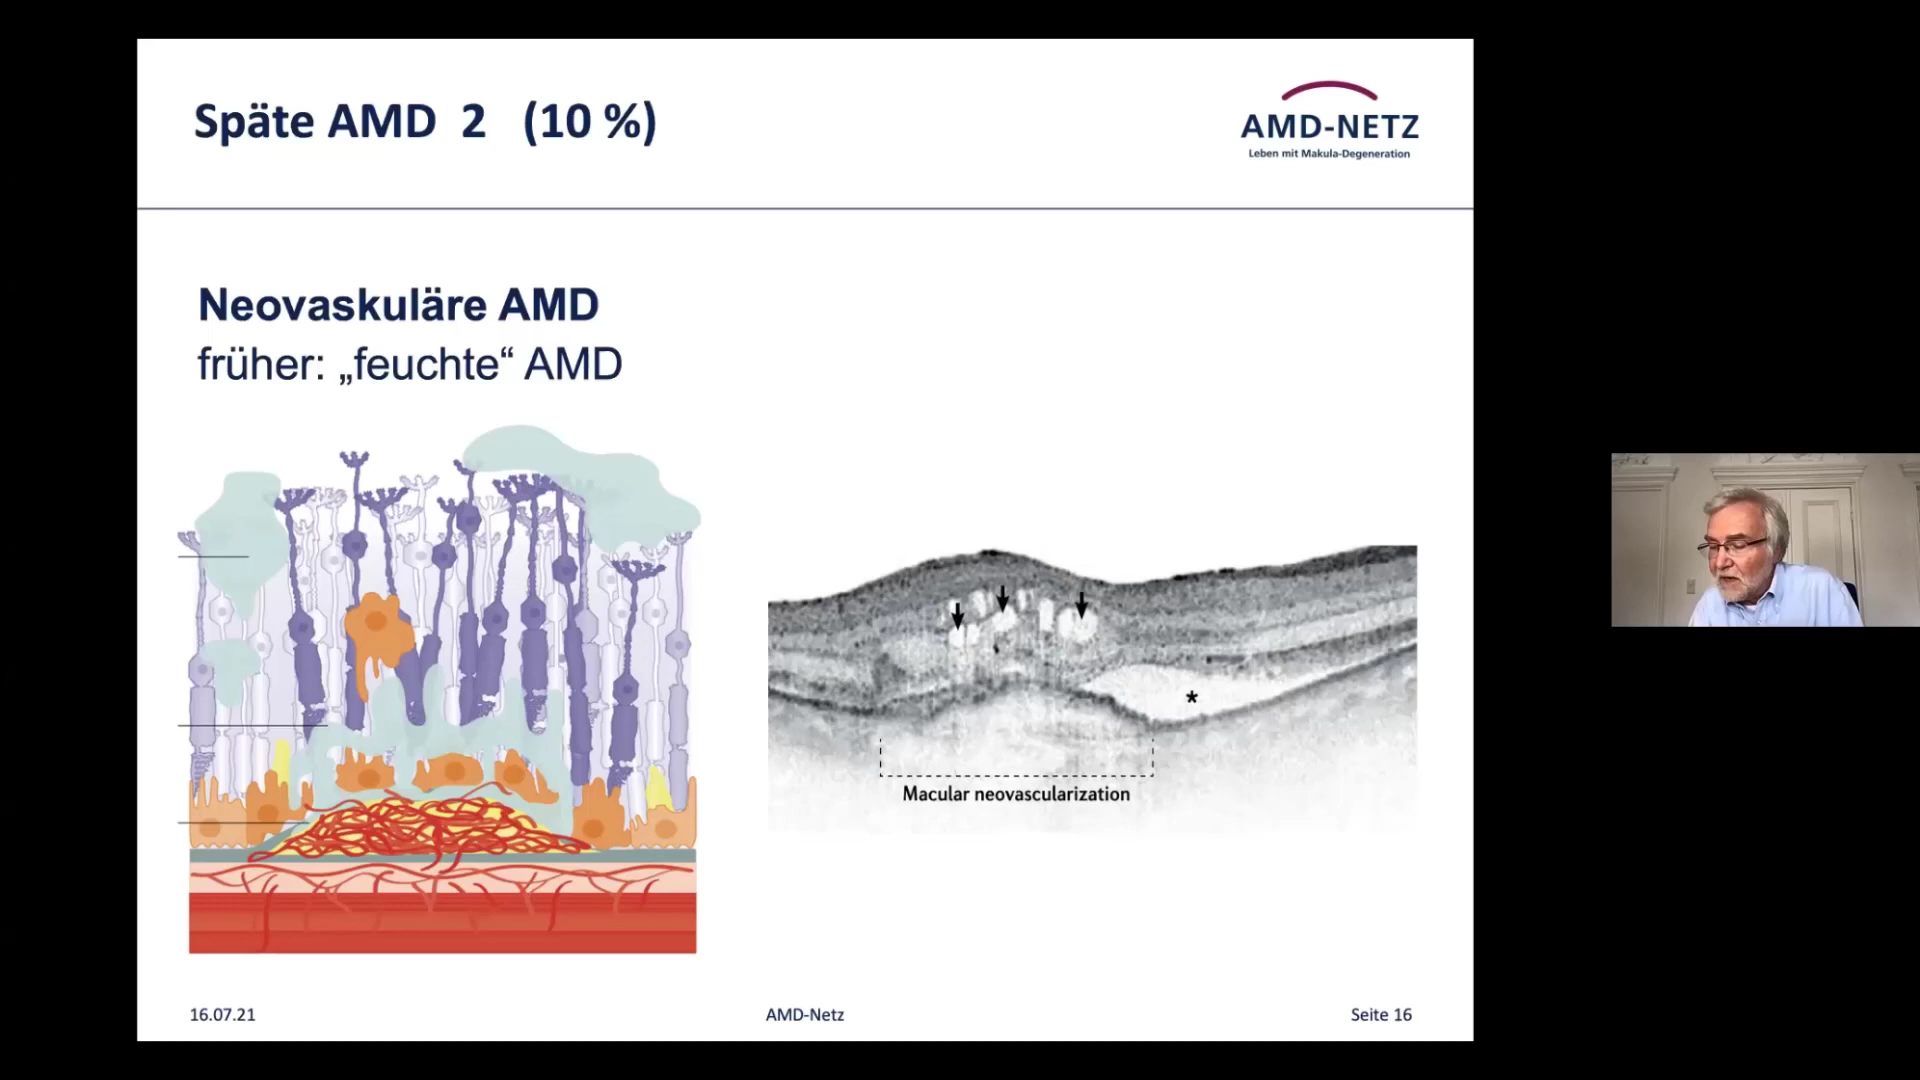 Späte AMD 2 (10 %)
AMD-NETZ
Leben mit Makula-Degeneration
Neovaskuläre AMD
früher: „feuchte“ AMD
*
Macular neovascularization
16.07.21
AMD-Netz
Seite 16